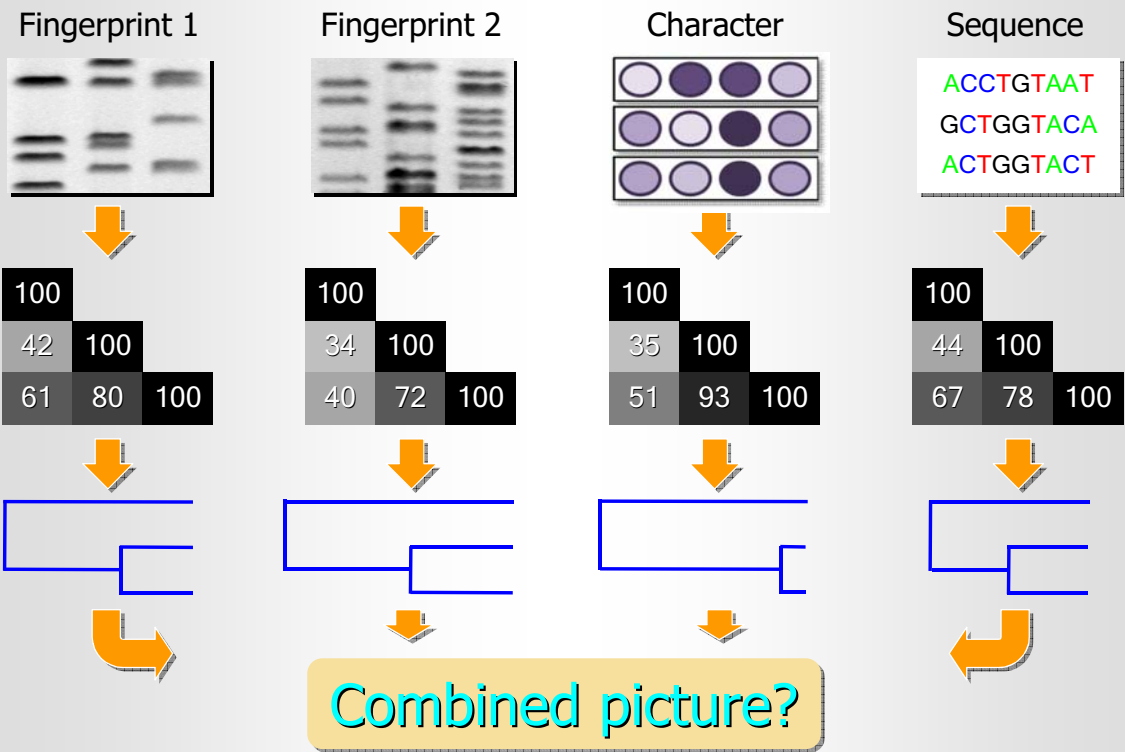 Fingerprint 1
Fingerprint 2
Character
Sequence
ACCTGTAAT
GCTGGTACA
ACTGGTACT
100
42 100
61 80 100
100
34 100
40 72 100
100
35 100
51 93 100
100
44 100
67 78 100
Combined picture?